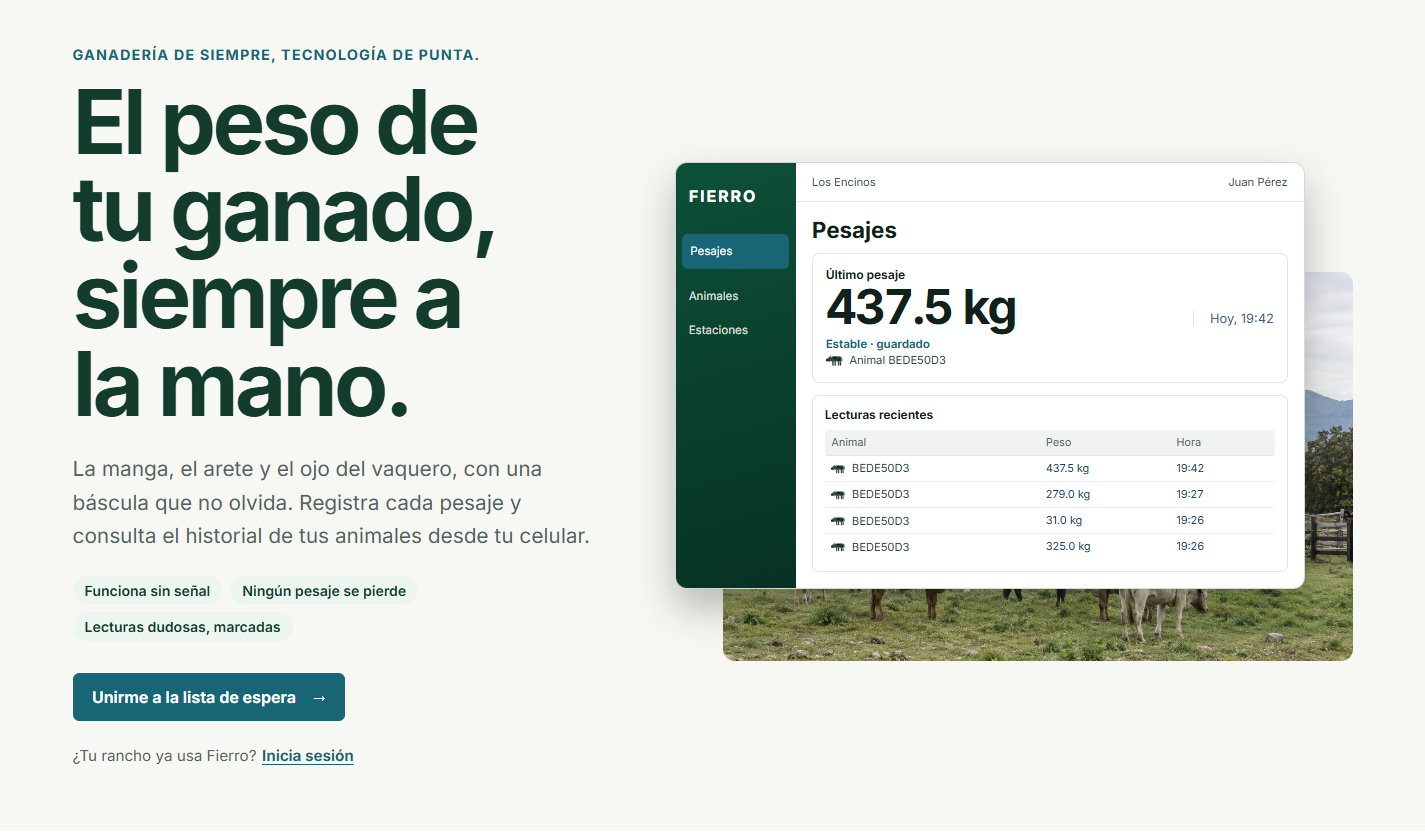 GANADERÍA DE SIEMPRE, TECNOLOGÍA DE PUNTA.
El peso de
tu ganado,
siempre a
la mano.
La manga, el arete y el ojo del vaquero, con una
báscula que no olvida. Registra cada pesaje y
consulta el historial de tus animales desde tu celular.
Funciona sin señal
Ningún pesaje se pierde
Lecturas dudosas, marcadas
Unirme a la lista de espera →
¿Tu rancho ya usa Fierro? Inicia sesión
FIERRO
Pesajes
Animales
Estaciones
Los Encinos
Juan Pérez
Pesajes
Último pesaje
437.5 kg
Hoy, 19:42
Estable · guardado
Animal BEDE50D3
Lecturas recientes
Animal Peso Hora
BEDE50D3 437.5 kg 19:42
BEDE50D3 279.0 kg 19:27
BEDE50D3 31.0 kg 19:26
BEDE50D3 325.0 kg 19:26